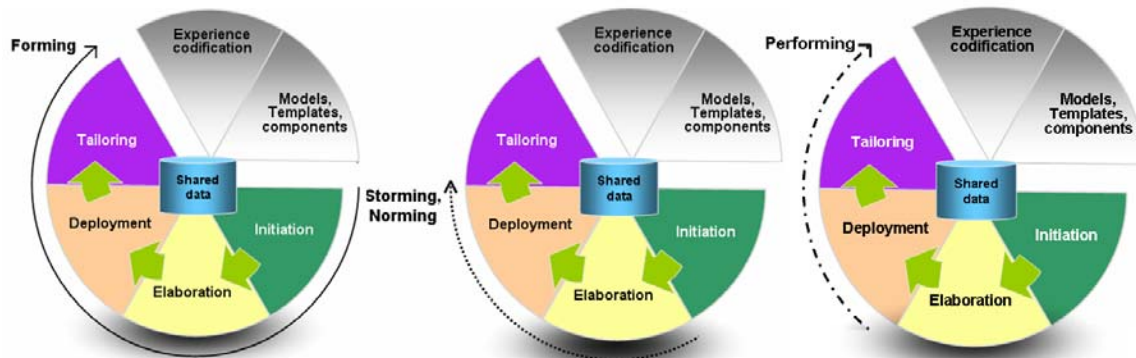 Forming
Experience
codification
Models,
Templates,
components
Tailoring
Shared
data
Deployment
Initiation
Elaboration
Storming,
Norming
Experience
codification
Models,
Templates,
components
Tailoring
Shared
data
Deployment
Initiation
Elaboration
Performing
Experience
codification
Models,
Templates,
components
Tailoring
Shared
data
Deployment
Initiation
Elaboration